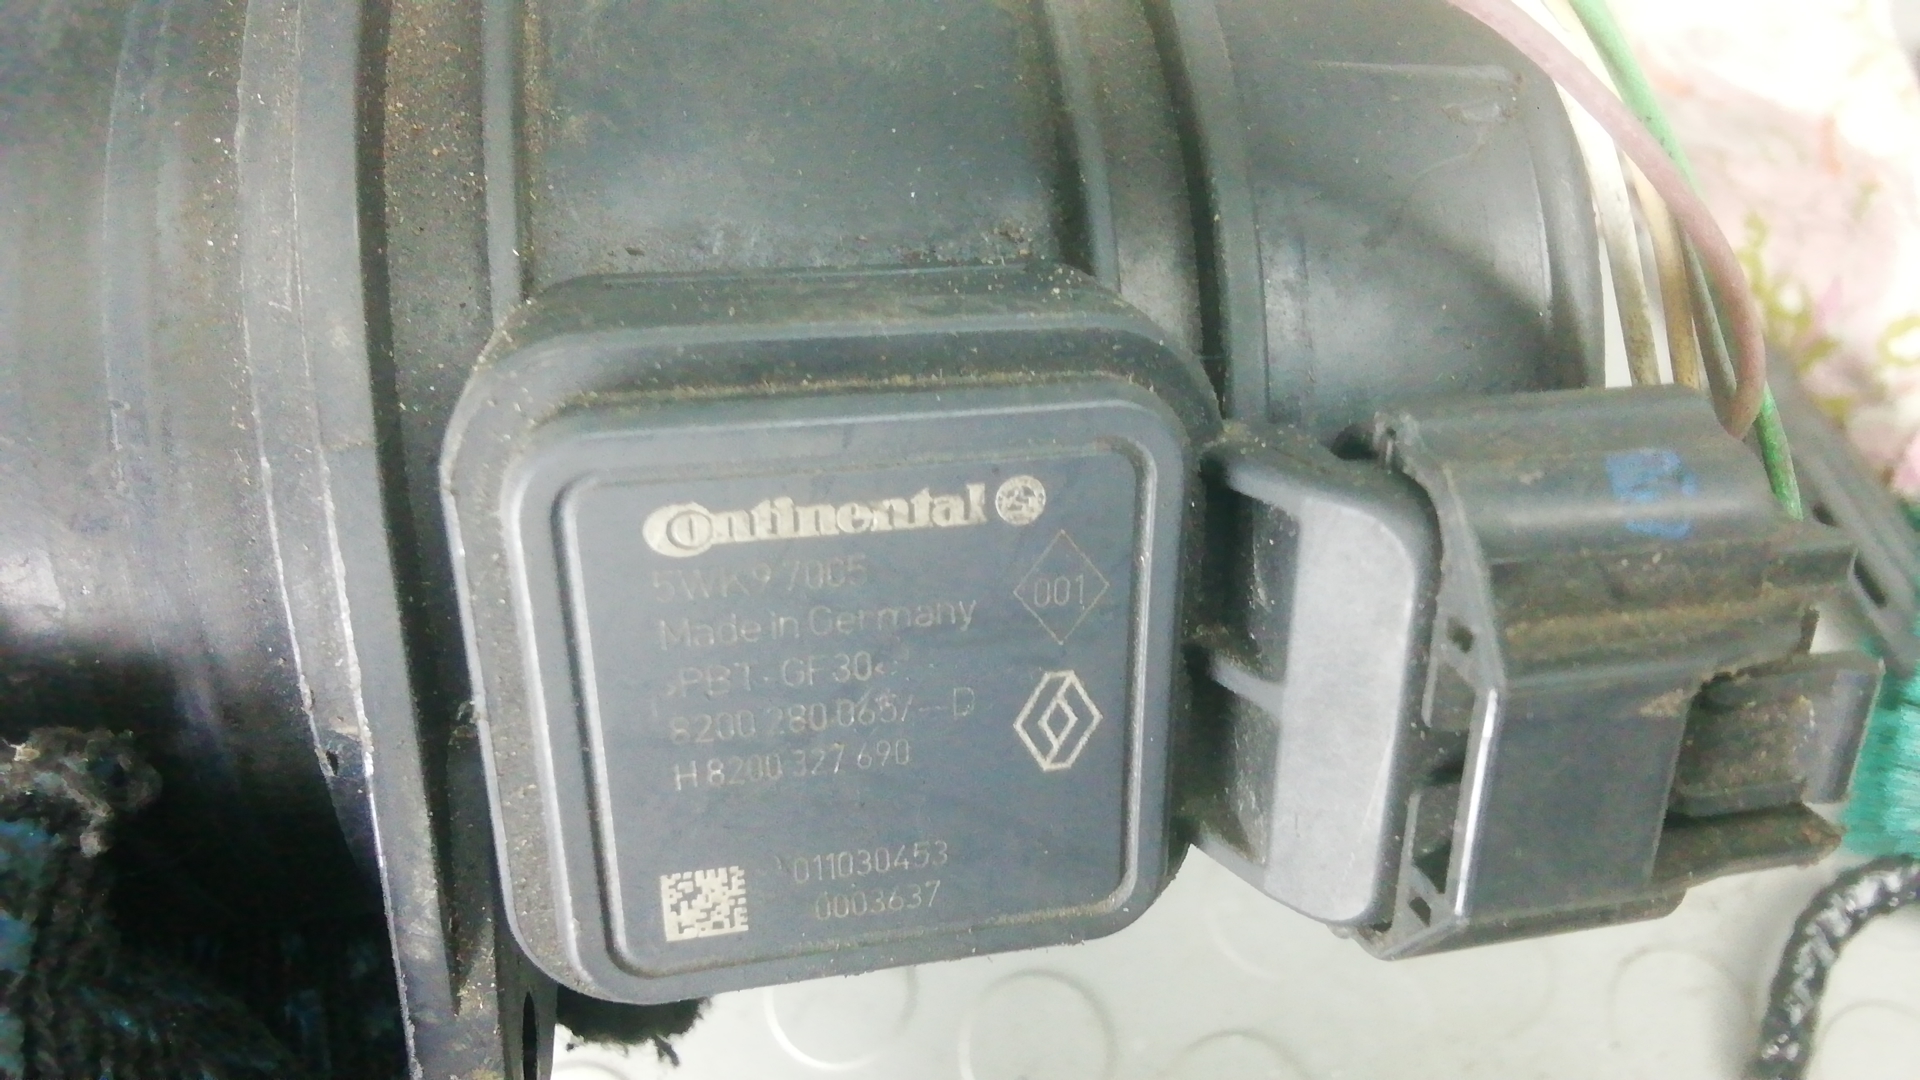 Continental
5WK9 7005
Made in Germany
001
>PBT-GF30<
8200 280 065/--D
H 8200 327 690
011030453
0003637